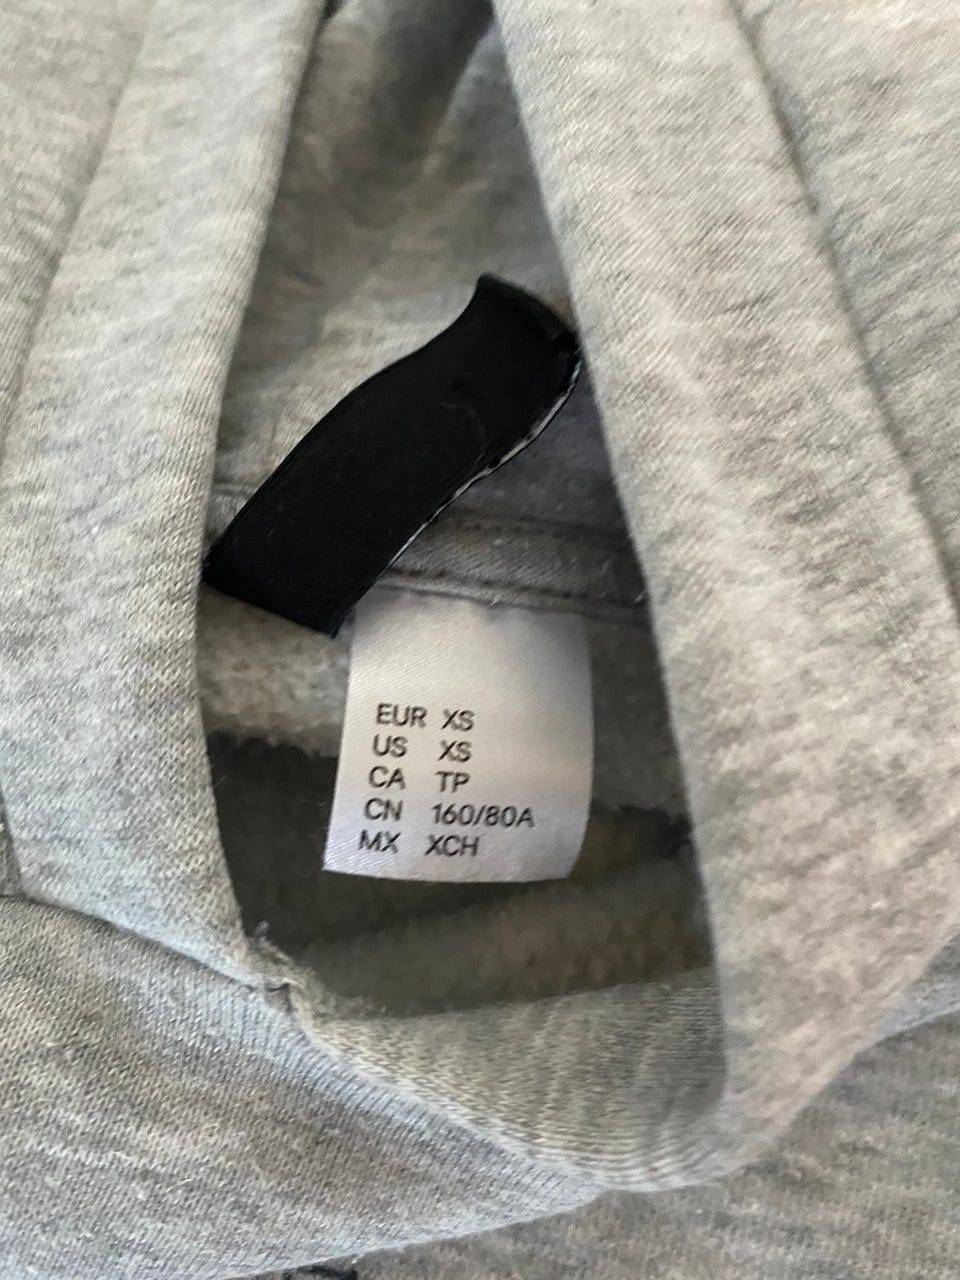 EUR XS
US XS
CA TP
CN 160/80A
MX XCH